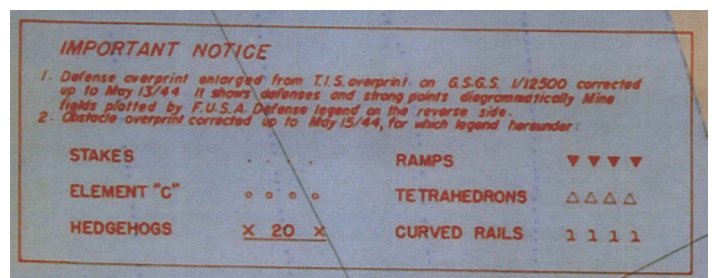 IMPORTANT NOTICE
1. Defense overprint enlarged from T.I.S. overprint on G.S.G.S. 1/12500 corrected
up to May 13/44 It shows defenses and strong points diagrammatically Mine
fields plotted by F.U.S.A. Defense legend on the reverse side.
2. Obstacle overprint corrected up to May 15/44, for which legend hereunder:
STAKES
RAMPS
ELEMENT "C"
TETRAHEDRONS
HEDGEHOGS X 20 X
CURVED RAILS